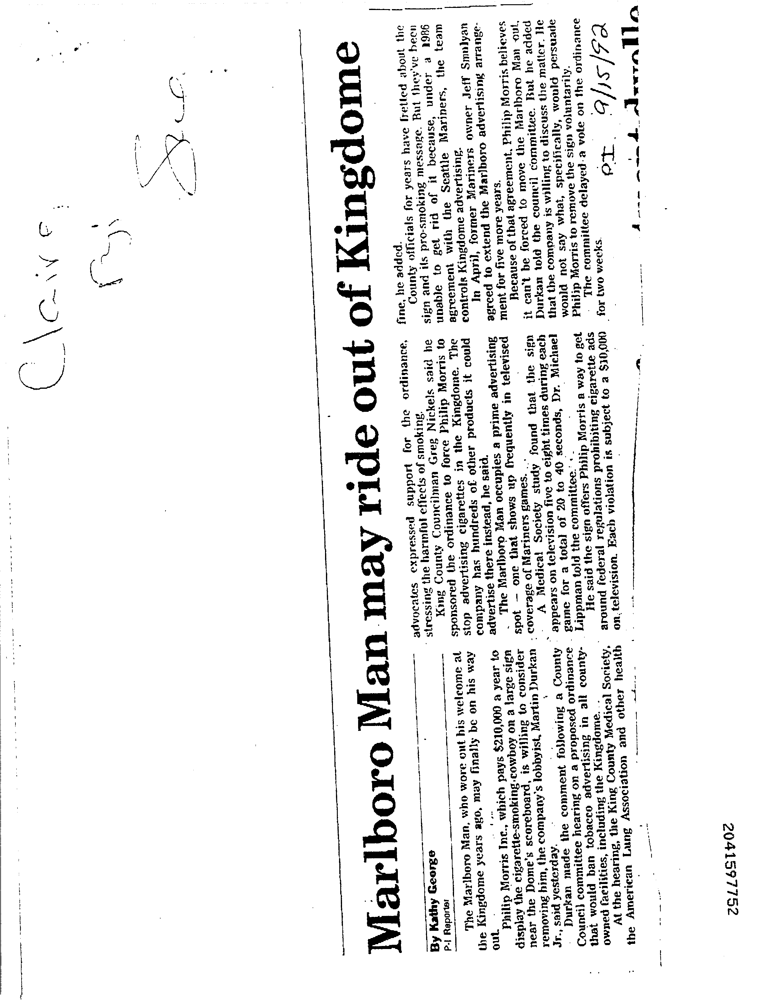 Claire:
Fyi
Sea.
Marlboro Man may ride out of Kingdome
By Kathy George
P-I Reporter
The Marlboro Man, who wore out his welcome at
the Kingdome years ago, may finally be on his way
out.
Philip Morris Inc., which pays $210,000 a year to
display the cigarette-smoking cowboy on a large sign
near the Dome's scoreboard, is willing to consider
removing him, the company's lobbyist, Martin Durkan
Jr., said yesterday.
Durkan made the comment following a County
Council committee hearing on a proposed ordinance
that would ban tobacco advertising in all county-
owned facilities, including the Kingdome.
At the hearing, the King County Medical Society,
the American Lung Association and other health
advocates expressed support for the ordinance,
stressing the harmful effects of smoking.
King County Councilman Greg Nickels said he
sponsored the ordinance to force Philip Morris to
stop advertising cigarettes in the Kingdome. The
company has hundreds of other products it could
advertise there instead, he said.
The Marlboro Man occupies a prime advertising
spot — one that shows up frequently in televised
coverage of Mariners games.
A Medical Society study found that the sign
appears on television five to eight times during each
game for a total of 20 to 40 seconds, Dr. Michael
Lippman told the committee.
He said the sign offers Philip Morris a way to get
around federal regulations prohibiting cigarette ads
on television. Each violation is subject to a $10,000
fine, he added.
County officials for years have fretted about the
sign and its pro-smoking message. But they've been
unable to get rid of it because, under a 1986
agreement with the Seattle Mariners, the team
controls Kingdome advertising.
In April, former Mariners owner Jeff Smulyan
agreed to extend the Marlboro advertising arrange-
ment for five more years.
Because of that agreement, Philip Morris believes
it can't be forced to move the Marlboro Man out,
Durkan told the council committee. But he added
that the company is willing to discuss the matter. He
would not say what, specifically, would persuade
Philip Morris to remove the sign voluntarily.
The committee delayed a vote on the ordinance
for two weeks.
PI 9/15/92
2041597752